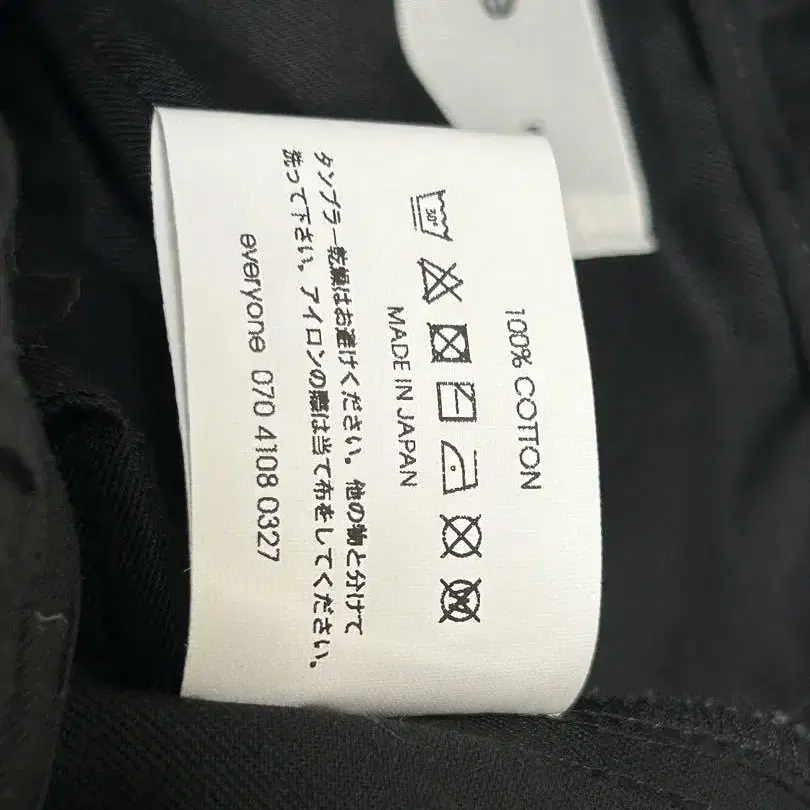 100% COTTON
30°
MADE IN JAPAN
タンブラー乾燥はお避けください。他の物と分けて
洗って下さい。アイロンの際は当て布をしてください。
everyone 070 4108 0327